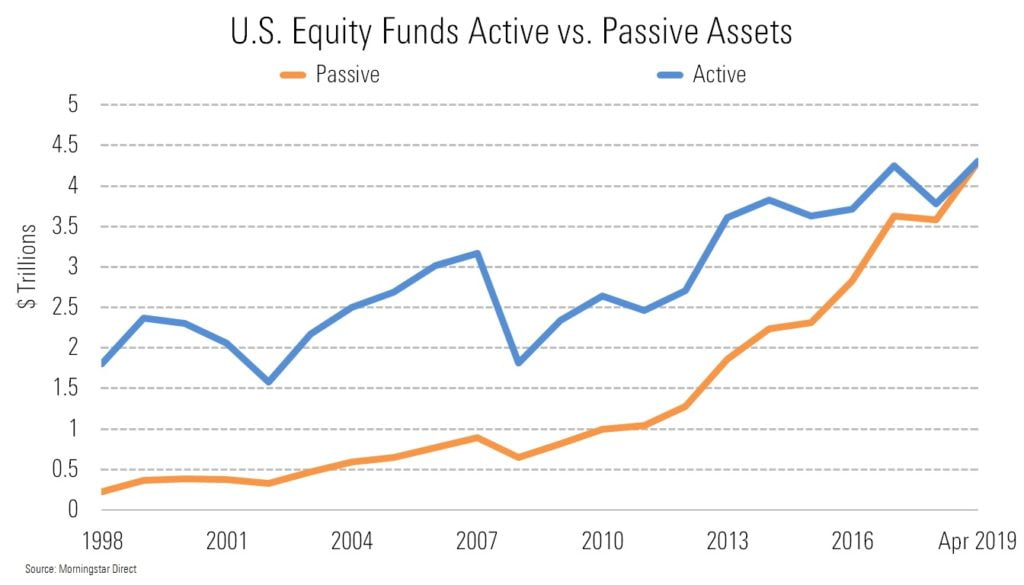 U.S. Equity Funds Active vs. Passive Assets
Passive Active
5
4.5
4
3.5
3
2.5
2
1.5
1
0.5
0
$ Trillions
1998 2001 2004 2007 2010 2013 2016 Apr 2019
Source: Morningstar Direct